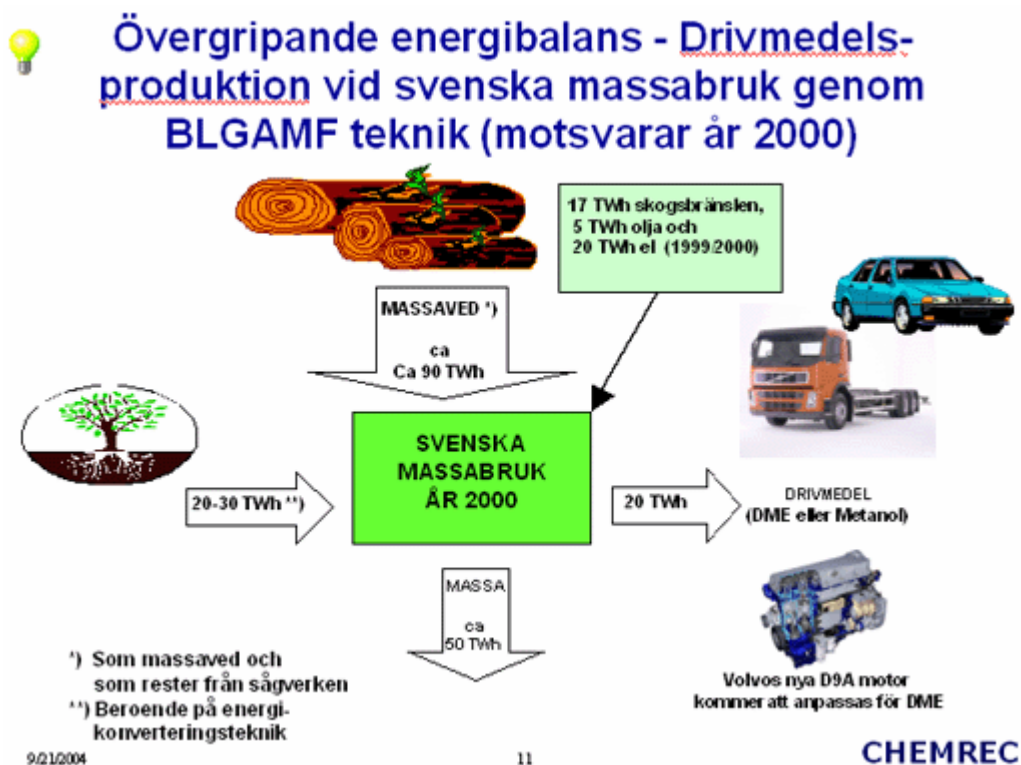 Övergripande energibalans - Drivmedels-
produktion vid svenska massabruk genom
BLGAMF teknik (motsvarar år 2000)
17 TWh skogsbränslen,
5 TWh olja och
20 TWh el (1999/2000)
MASSAVED *)
ca
Ca 90 TWh
SVENSKA
MASSABRUK
ÅR 2000
20-30 TWh **)
20 TWh
DRIVMEDEL
(DME eller Metanol)
MASSA
ca
50 TWh
*) Som massaved och
som rester från sågverken
**) Beroende på energi-
konverteringsteknik
Volvos nya D9A motor
kommer att anpassas för DME
9/21/2004
11
CHEMREC